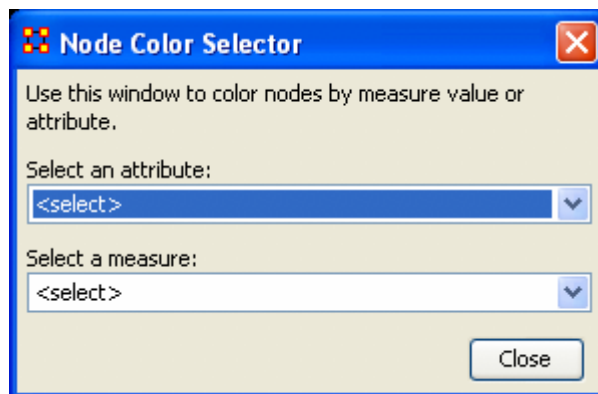 Node Color Selector
Use this window to color nodes by measure value or
attribute.
Select an attribute:
<select>
Select a measure:
<select>
Close